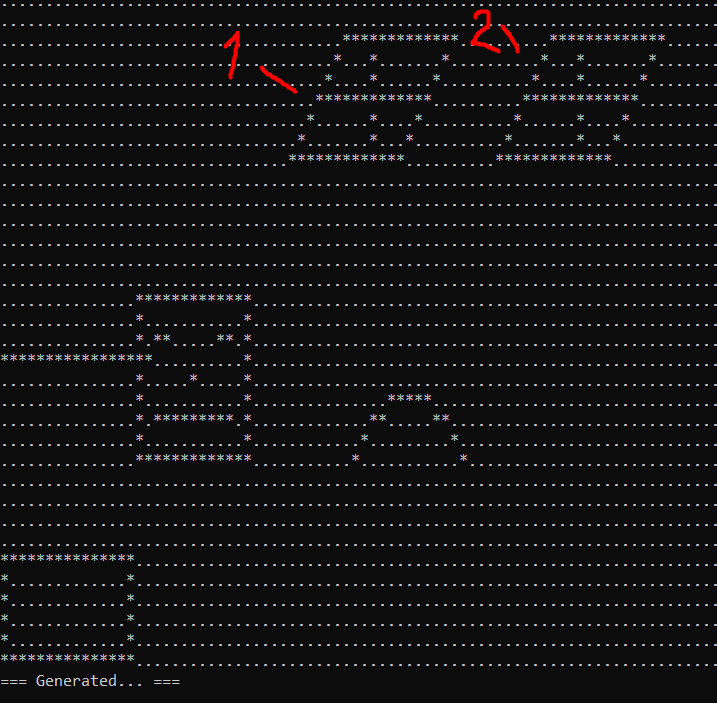 1
2
=== Generated... ===